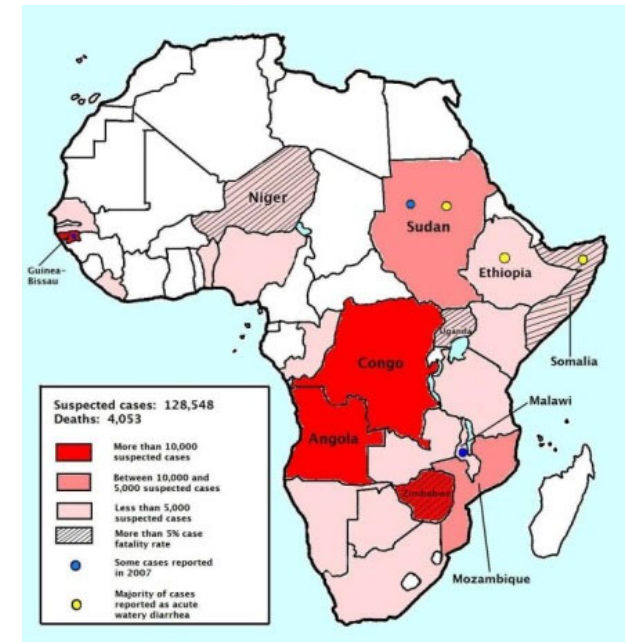 Niger
Sudan
Guinea-
Bissau
Ethiopia
Uganda
Congo
Somalia
Malawi
Angola
Zimbabwe
Mozambique
Suspected cases: 128,548
Deaths: 4,053
More than 10,000
suspected cases
Between 10,000 and
5,000 suspected cases
Less than 5,000
suspected cases
More than 5% case
fatality rate
Some cases reported
in 2007
Majority of cases
reported as acute
watery diarrhea